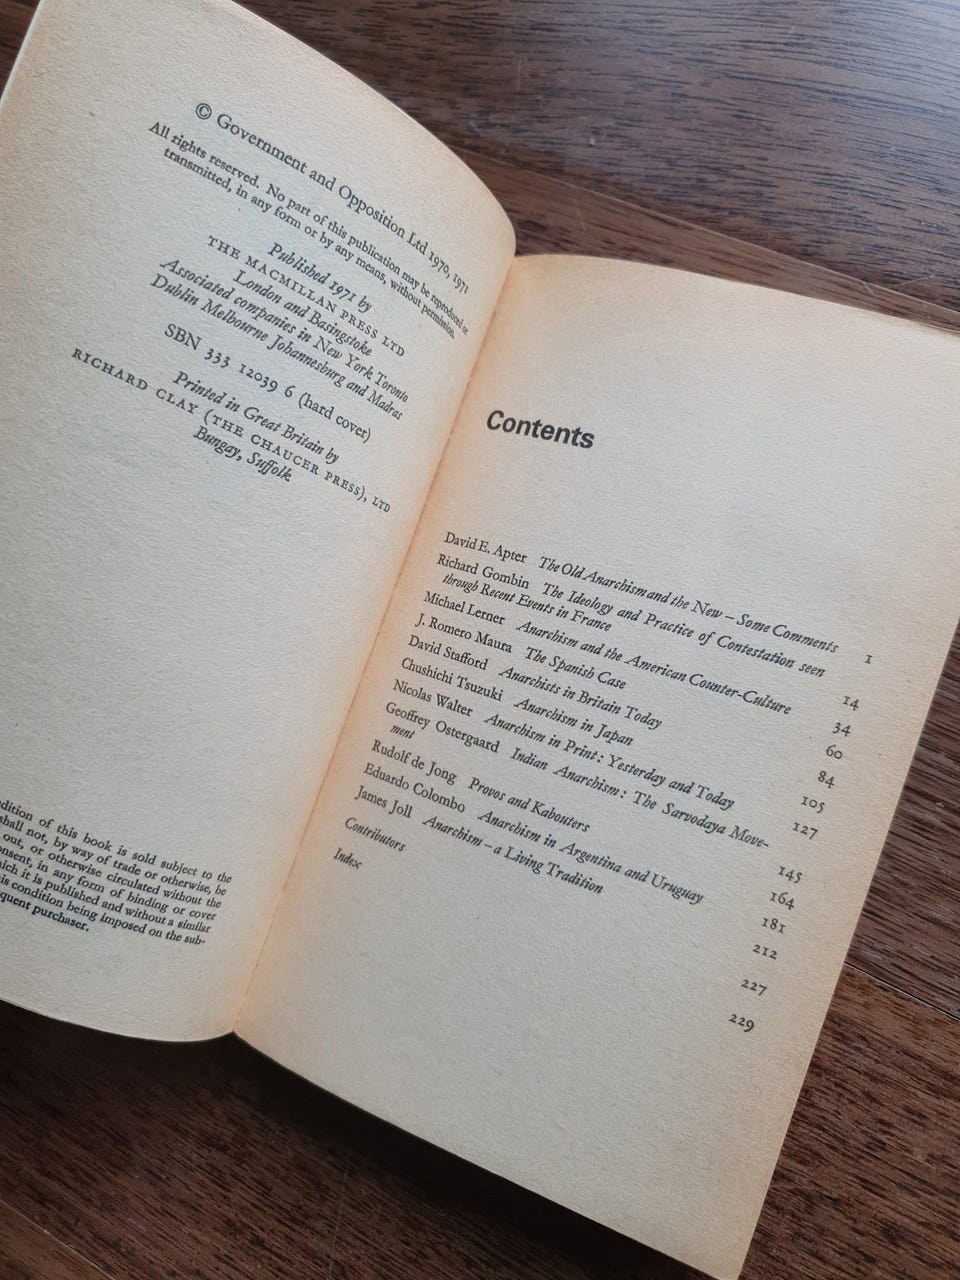 © Government and Opposition Ltd 1970, 1971
All rights reserved. No part of this publication may be reproduced or
transmitted, in any form or by any means, without permission.
Published 1971 by
THE MACMILLAN PRESS LTD
London and Basingstoke
Associated companies in New York Toronto
Dublin Melbourne Johannesburg and Madras
SBN 333 12039 6 (hard cover)
Printed in Great Britain by
RICHARD CLAY (THE CHAUCER PRESS), LTD
Bungay, Suffolk
of this book is sold subject to the
shall not, by way of trade or otherwise, be
out, or otherwise circulated without the
in any form of binding or cover
it is published and without a similar
condition being imposed on the sub-
purchaser.
Contents
David E. Apter The Old Anarchism and the New – Some Comments 1
Richard Gombin The Ideology and Practice of Contestation seen
through Recent Events in France 14
Michael Lerner Anarchism and the American Counter-Culture 34
J. Romero Maura The Spanish Case 60
David Stafford Anarchists in Britain Today 84
Chushichi Tsuzuki Anarchism in Japan 105
Nicolas Walter Anarchism in Print: Yesterday and Today 127
Geoffrey Ostergaard Indian Anarchism: The Sarvodaya Move-
ment 145
Rudolf de Jong Provos and Kabouters 164
Eduardo Colombo Anarchism in Argentina and Uruguay 181
James Joll Anarchism – a Living Tradition 212
Contributors 227
Index 229